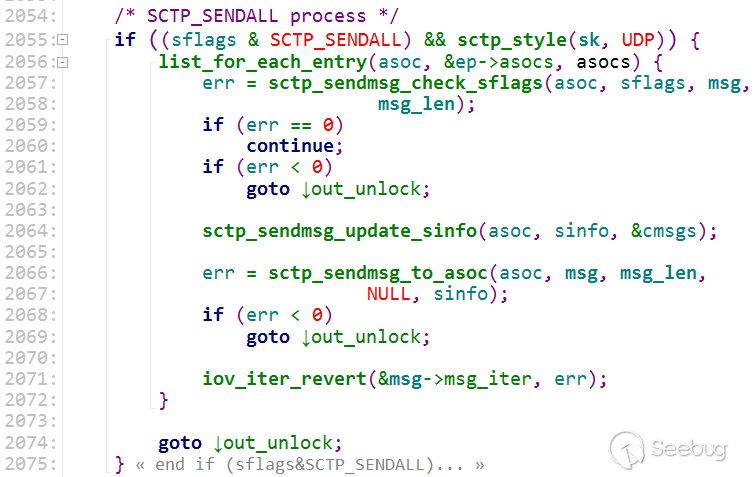 2054: /* SCTP_SENDALL process */
2055: if ((sflags & SCTP_SENDALL) && sctp_style(sk, UDP)) {
2056: list_for_each_entry(asoc, &ep->asocs, asocs) {
2057: err = sctp_sendmsg_check_sflags(asoc, sflags, msg,
2058: msg_len);
2059: if (err == 0)
2060: continue;
2061: if (err < 0)
2062: goto ↓out_unlock;
2063:
2064: sctp_sendmsg_update_sinfo(asoc, sinfo, &cmsgs);
2065:
2066: err = sctp_sendmsg_to_asoc(asoc, msg, msg_len,
2067: NULL, sinfo);
2068: if (err < 0)
2069: goto ↓out_unlock;
2070:
2071: iov_iter_revert(&msg->msg_iter, err);
2072: }
2073:
2074: goto ↓out_unlock;
2075: } « end if (sflags&SCTP_SENDALL)... »
Seebug